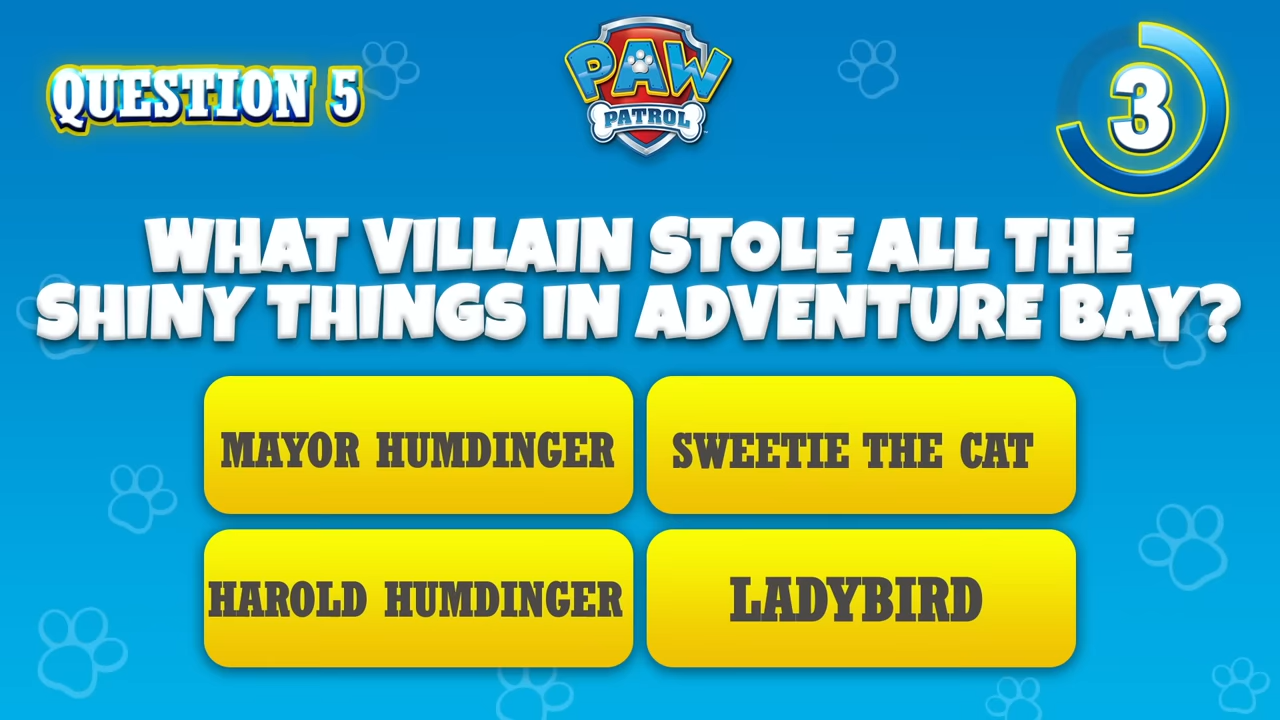 QUESTION 5
PAW
PATROL
3
WHAT VILLAIN STOLE ALL THE
SHINY THINGS IN ADVENTURE BAY?
MAYOR HUMDINGER
SWEETIE THE CAT
HAROLD HUMDINGER
LADYBIRD